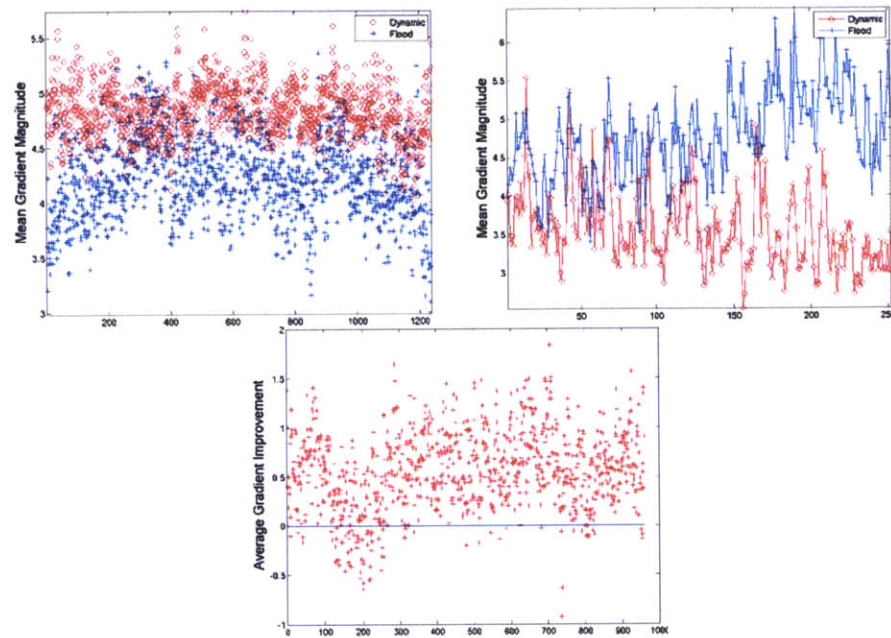 Mean Gradient Magnitude
5.5
5
4.5
4
3.5
3
200 400 600 800 1000 1200
Dynamic
Flood
Mean Gradient Magnitude
6
5.5
5
4.5
4
3.5
3
50 100 150 200 250
Dynamic
Flood
Average Gradient Improvement
2
1.5
1
0.5
0
-0.5
-1
0 100 200 300 400 500 600 700 800 900 1000